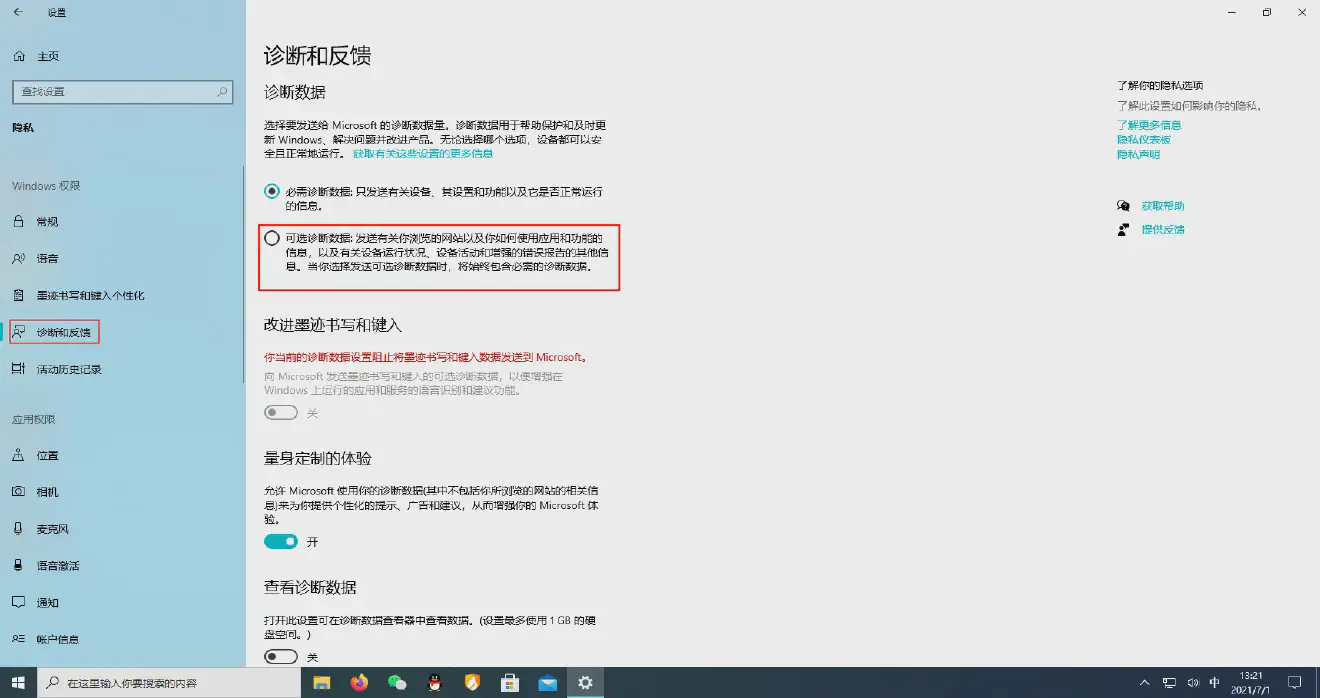 设置
主页
查找设置
隐私
Windows 权限
常规
语音
墨迹书写和键入个性化
诊断和反馈
活动历史记录
应用权限
位置
相机
麦克风
语音激活
通知
帐户信息
诊断和反馈
诊断数据
选择要发送给 Microsoft 的诊断数据量。诊断数据用于帮助保护和及时更
新 Windows、解决问题并改进产品。无论选择哪个选项，设备都可以安
全且正常地运行。 获取有关这些设置的更多信息
必需诊断数据: 只发送有关设备、其设置和功能以及它是否正常运行
的信息。
可选诊断数据: 发送有关你浏览的网站以及你如何使用应用和功能的
信息，以及有关设备运行状况、设备活动和增强的错误报告的其他信
息。当你选择发送可选诊断数据时，将始终包含必需的诊断数据。
改进墨迹书写和键入
你当前的诊断数据设置阻止将墨迹书写和键入数据发送到 Microsoft。
向 Microsoft 发送墨迹书写和键入的可选诊断数据，以便增强在
Windows 上运行的应用和服务的语言识别和建议功能。
关
量身定制的体验
允许 Microsoft 使用你的诊断数据(其中不包括你所浏览的网站的相关信
息)来为你提供个性化的提示、广告和建议，从而增强你的 Microsoft 体
验。
开
查看诊断数据
打开此设置可在诊断数据查看器中查看数据。(设置最多使用 1 GB 的硬
盘空间。)
关
了解你的隐私选项
了解此设置如何影响你的隐私。
了解更多信息
隐私仪表板
隐私声明
获取帮助
提供反馈
在这里输入你要搜索的内容
中
13:21
2021/7/1